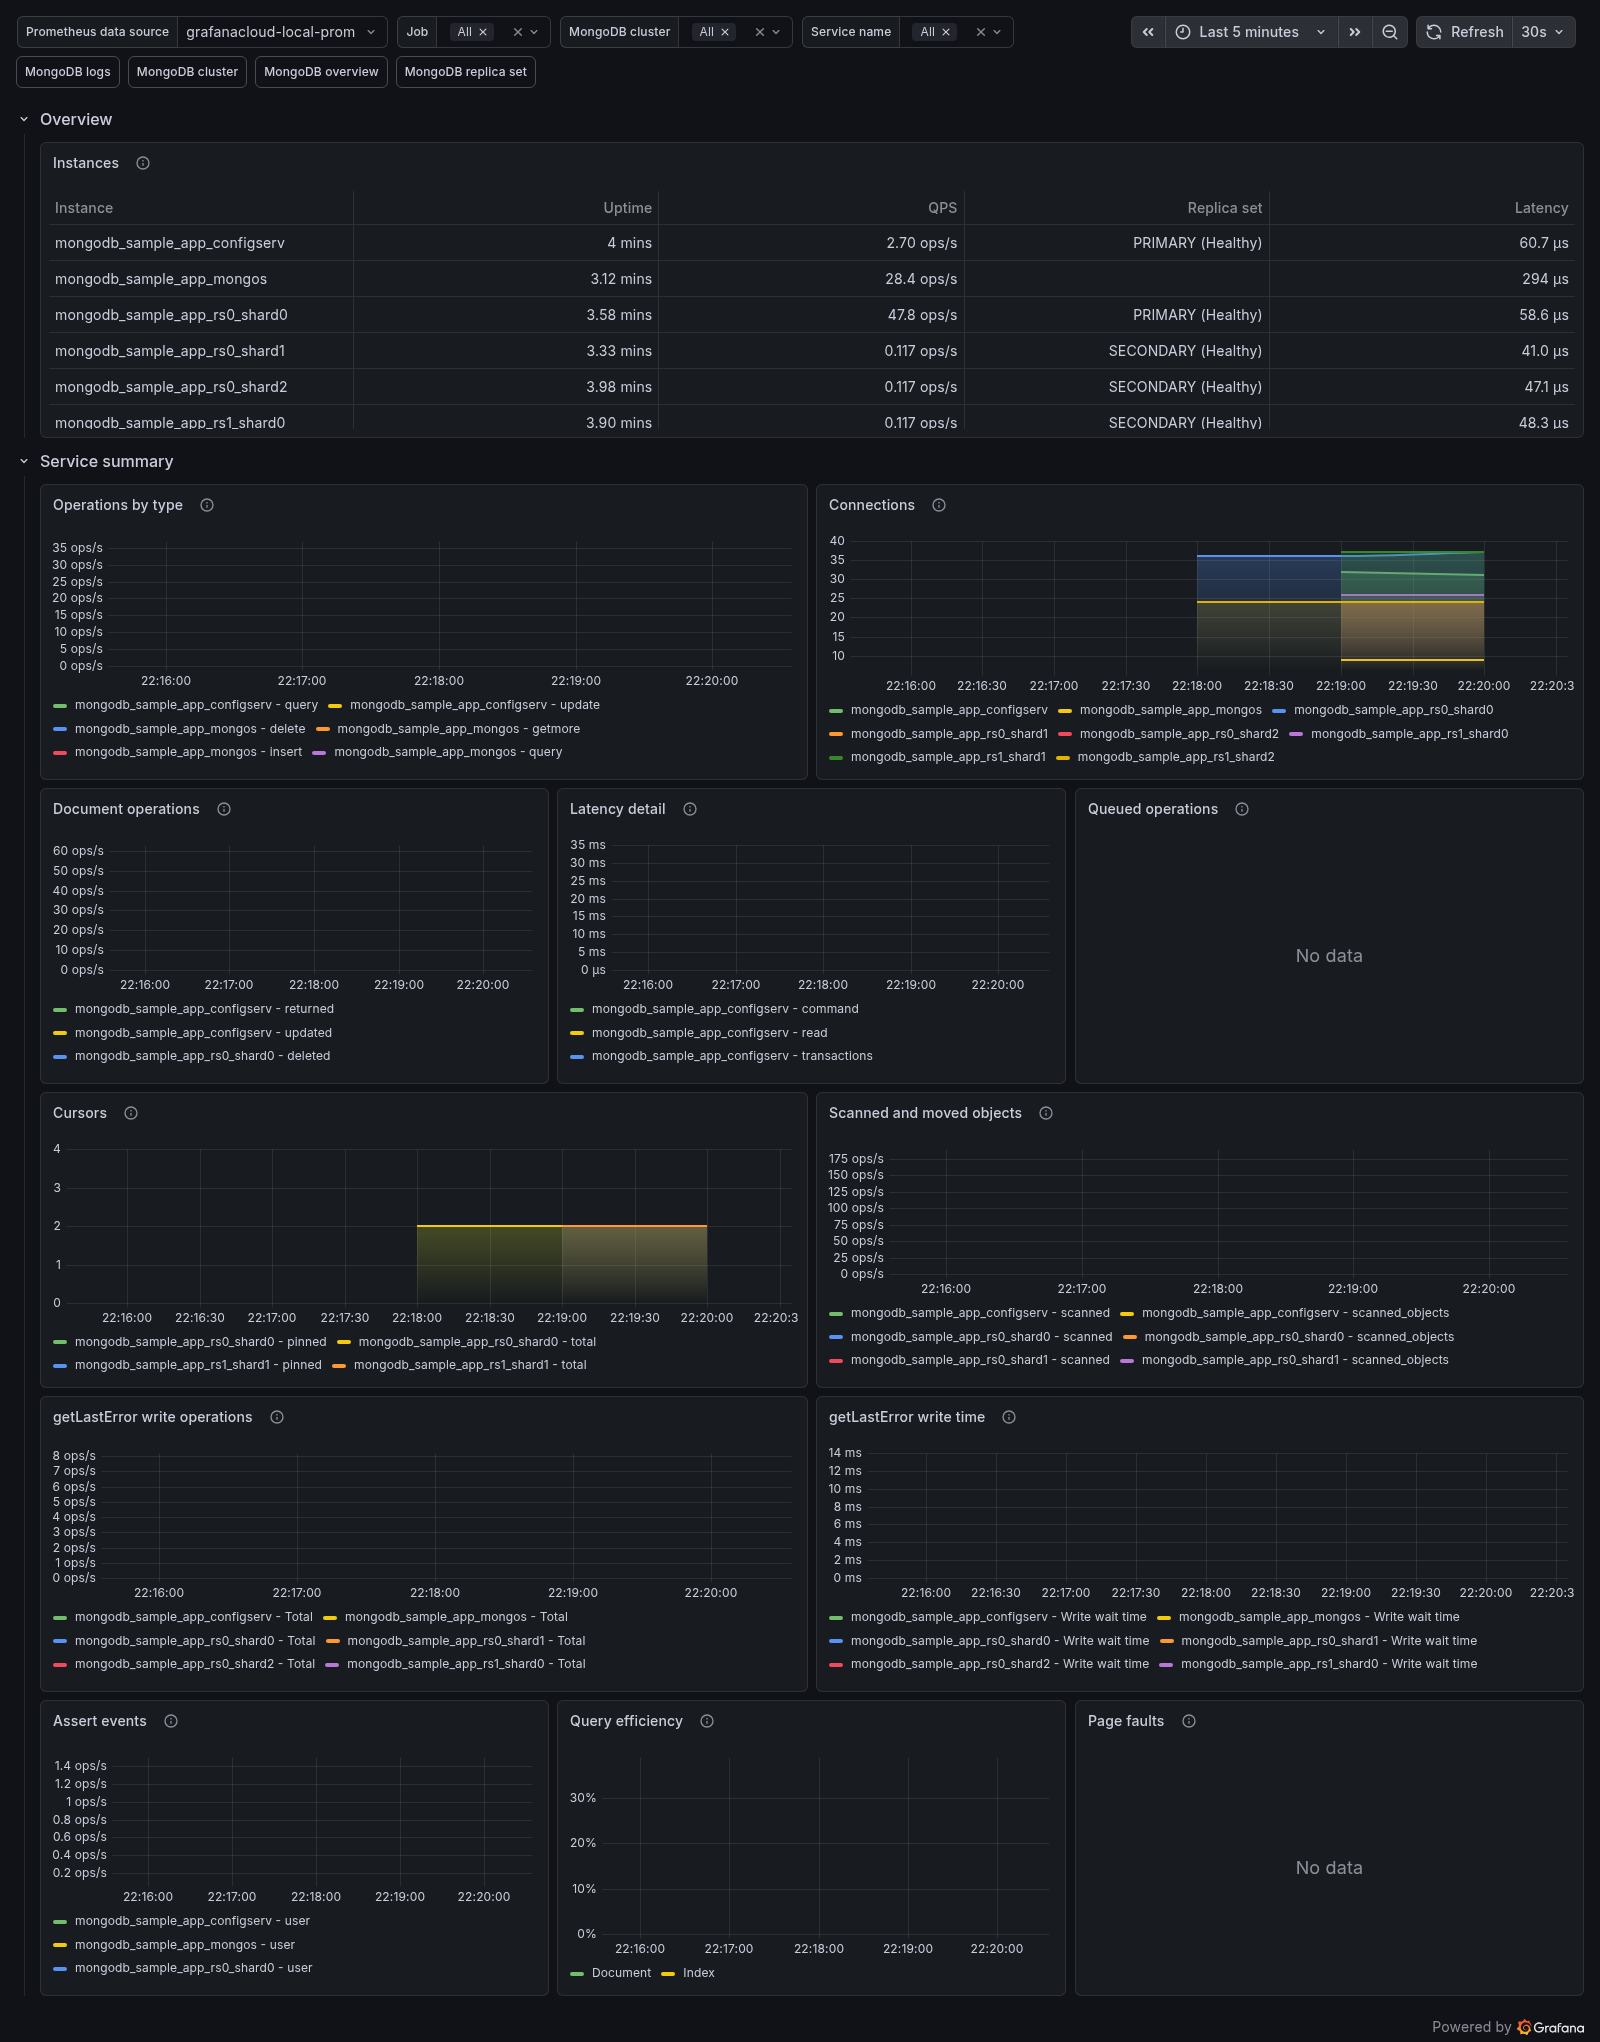 Prometheus data source grafanacloud-local-prom Job All MongoDB cluster All Service name All Last 5 minutes Refresh 30s
MongoDB logs MongoDB cluster MongoDB overview MongoDB replica set
Overview
Instances
Instance Uptime QPS Replica set Latency
mongodb_sample_app_configserv 4 mins 2.70 ops/s PRIMARY (Healthy) 60.7 µs
mongodb_sample_app_mongos 3.12 mins 28.4 ops/s 294 µs
mongodb_sample_app_rs0_shard0 3.58 mins 47.8 ops/s PRIMARY (Healthy) 58.6 µs
mongodb_sample_app_rs0_shard1 3.33 mins 0.117 ops/s SECONDARY (Healthy) 41.0 µs
mongodb_sample_app_rs0_shard2 3.98 mins 0.117 ops/s SECONDARY (Healthy) 47.1 µs
mongodb_sample_app_rs1_shard0 3.90 mins 0.117 ops/s SECONDARY (Healthy) 48.3 µs
Service summary
Operations by type
35 ops/s
30 ops/s
25 ops/s
20 ops/s
15 ops/s
10 ops/s
5 ops/s
0 ops/s
22:16:00 22:17:00 22:18:00 22:19:00 22:20:00
mongodb_sample_app_configserv - query mongodb_sample_app_configserv - update
mongodb_sample_app_mongos - delete mongodb_sample_app_mongos - getmore
mongodb_sample_app_mongos - insert mongodb_sample_app_mongos - query
Connections
40
35
30
25
20
15
10
22:16:00 22:16:30 22:17:00 22:17:30 22:18:00 22:18:30 22:19:00 22:19:30 22:20:00 22:20:3
mongodb_sample_app_configserv mongodb_sample_app_mongos mongodb_sample_app_rs0_shard0
mongodb_sample_app_rs0_shard1 mongodb_sample_app_rs0_shard2 mongodb_sample_app_rs1_shard0
mongodb_sample_app_rs1_shard1 mongodb_sample_app_rs1_shard2
Document operations
60 ops/s
50 ops/s
40 ops/s
30 ops/s
20 ops/s
10 ops/s
0 ops/s
22:16:00 22:17:00 22:18:00 22:19:00 22:20:00
mongodb_sample_app_configserv - returned
mongodb_sample_app_configserv - updated
mongodb_sample_app_rs0_shard0 - deleted
Latency detail
35 ms
30 ms
25 ms
20 ms
15 ms
10 ms
5 ms
0 µs
22:16:00 22:17:00 22:18:00 22:19:00 22:20:00
mongodb_sample_app_configserv - command
mongodb_sample_app_configserv - read
mongodb_sample_app_configserv - transactions
Queued operations
No data
Cursors
4
3
2
1
0
22:16:00 22:16:30 22:17:00 22:17:30 22:18:00 22:18:30 22:19:00 22:19:30 22:20:00 22:20:3
mongodb_sample_app_rs0_shard0 - pinned mongodb_sample_app_rs0_shard0 - total
mongodb_sample_app_rs1_shard1 - pinned mongodb_sample_app_rs1_shard1 - total
Scanned and moved objects
175 ops/s
150 ops/s
125 ops/s
100 ops/s
75 ops/s
50 ops/s
25 ops/s
0 ops/s
22:16:00 22:17:00 22:18:00 22:19:00 22:20:00
mongodb_sample_app_configserv - scanned mongodb_sample_app_configserv - scanned_objects
mongodb_sample_app_rs0_shard0 - scanned mongodb_sample_app_rs0_shard0 - scanned_objects
mongodb_sample_app_rs0_shard1 - scanned mongodb_sample_app_rs0_shard1 - scanned_objects
getLastError write operations
8 ops/s
7 ops/s
6 ops/s
5 ops/s
4 ops/s
3 ops/s
2 ops/s
1 ops/s
0 ops/s
22:16:00 22:17:00 22:18:00 22:19:00 22:20:00
mongodb_sample_app_configserv - Total mongodb_sample_app_mongos - Total
mongodb_sample_app_rs0_shard0 - Total mongodb_sample_app_rs0_shard1 - Total
mongodb_sample_app_rs0_shard2 - Total mongodb_sample_app_rs1_shard0 - Total
getLastError write time
14 ms
12 ms
10 ms
8 ms
6 ms
4 ms
2 ms
0 ms
22:16:00 22:16:30 22:17:00 22:17:30 22:18:00 22:18:30 22:19:00 22:19:30 22:20:00 22:20:3
mongodb_sample_app_configserv - Write wait time mongodb_sample_app_mongos - Write wait time
mongodb_sample_app_rs0_shard0 - Write wait time mongodb_sample_app_rs0_shard1 - Write wait time
mongodb_sample_app_rs0_shard2 - Write wait time mongodb_sample_app_rs1_shard0 - Write wait time
Assert events
1.4 ops/s
1.2 ops/s
1 ops/s
0.8 ops/s
0.6 ops/s
0.4 ops/s
0.2 ops/s
22:16:00 22:17:00 22:18:00 22:19:00 22:20:00
mongodb_sample_app_configserv - user
mongodb_sample_app_mongos - user
mongodb_sample_app_rs0_shard0 - user
Query efficiency
30%
20%
10%
0%
22:16:00 22:17:00 22:18:00 22:19:00 22:20:00
Document Index
Page faults
No data
Powered by Grafana